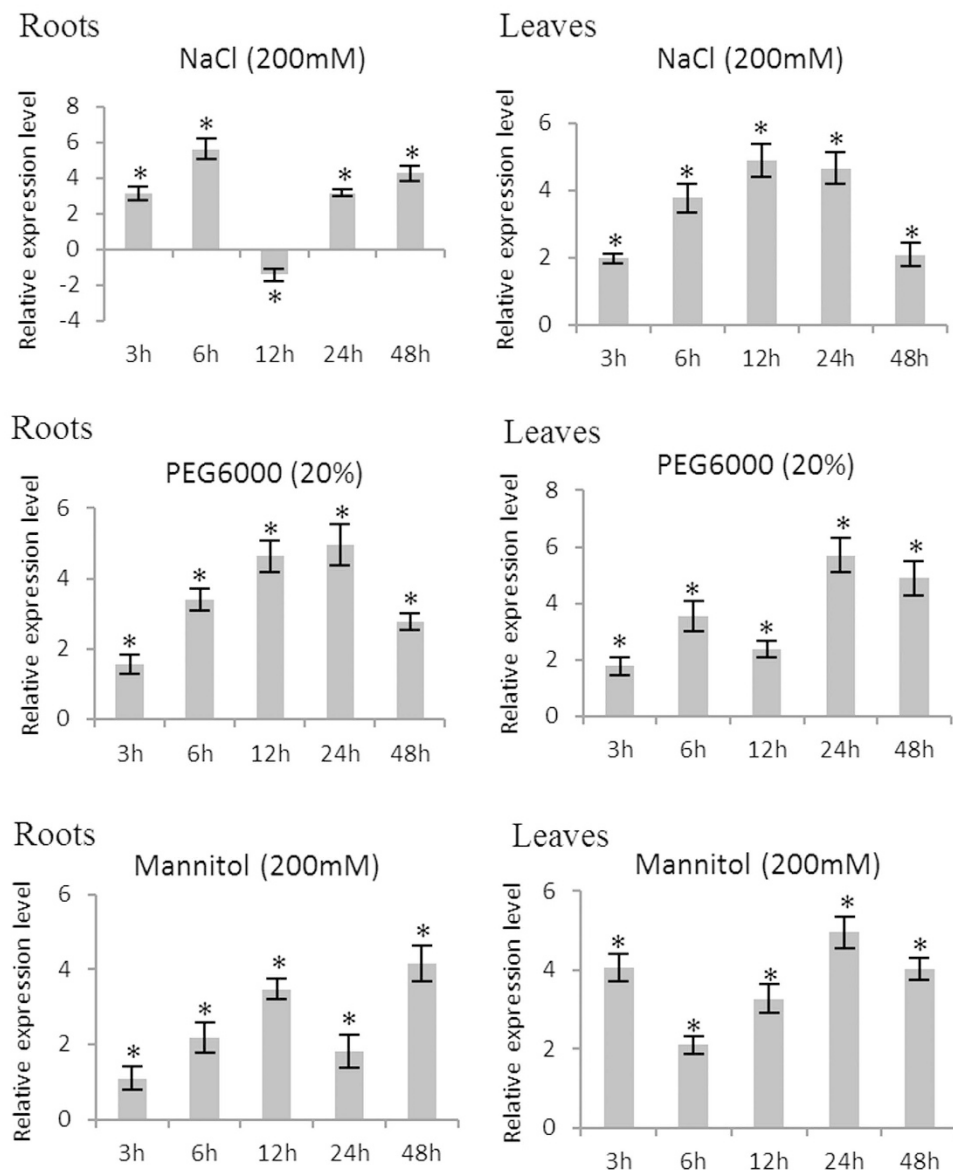 Roots
NaCl (200mM)
Relative expression level
8
6
4
2
0
-2
-4
* * * * *
3h 6h 12h 24h 48h
Leaves
NaCl (200mM)
Relative expression level
6
4
2
0
* * * * *
3h 6h 12h 24h 48h
Roots
PEG6000 (20%)
Relative expression level
6
4
2
0
* * * * *
3h 6h 12h 24h 48h
Leaves
PEG6000 (20%)
Relative expression level
8
6
4
2
0
* * * * *
3h 6h 12h 24h 48h
Roots
Mannitol (200mM)
Relative expression level
6
4
2
0
* * * * *
3h 6h 12h 24h 48h
Leaves
Mannitol (200mM)
Relative expression level
6
4
2
0
* * * * *
3h 6h 12h 24h 48h